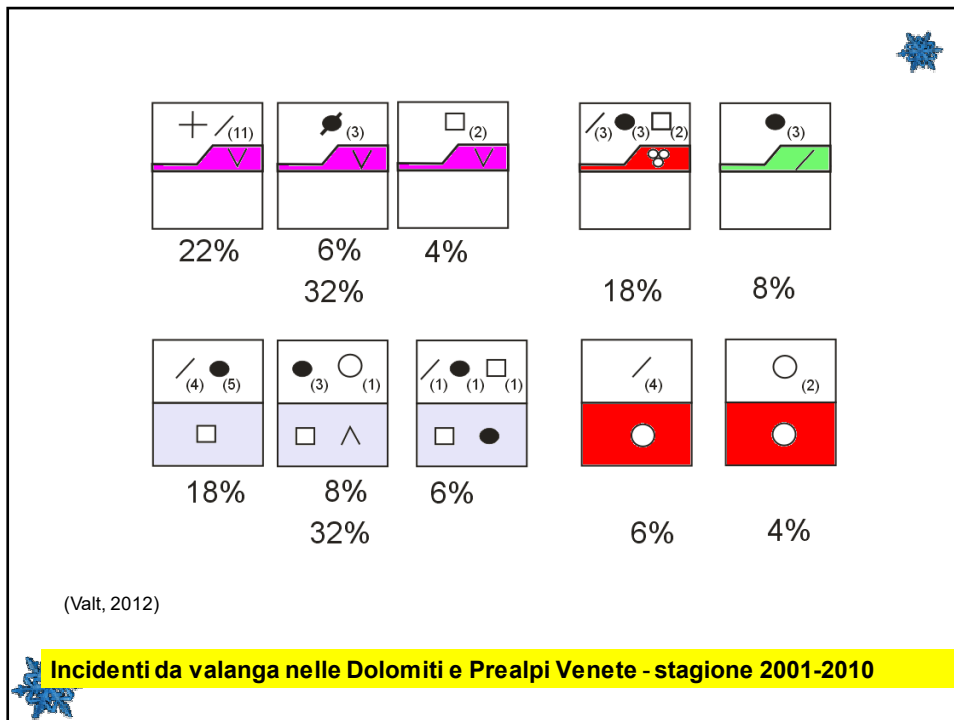 (11) (3) (2) (3) (3) (2) (3)
22% 6% 4%
32% 18% 8%
(4) (5) (3) (1) (1) (1) (1) (4) (2)
18% 8% 6%
32% 6% 4%
(Valt, 2012)
Incidenti da valanga nelle Dolomiti e Prealpi Venete - stagione 2001-2010